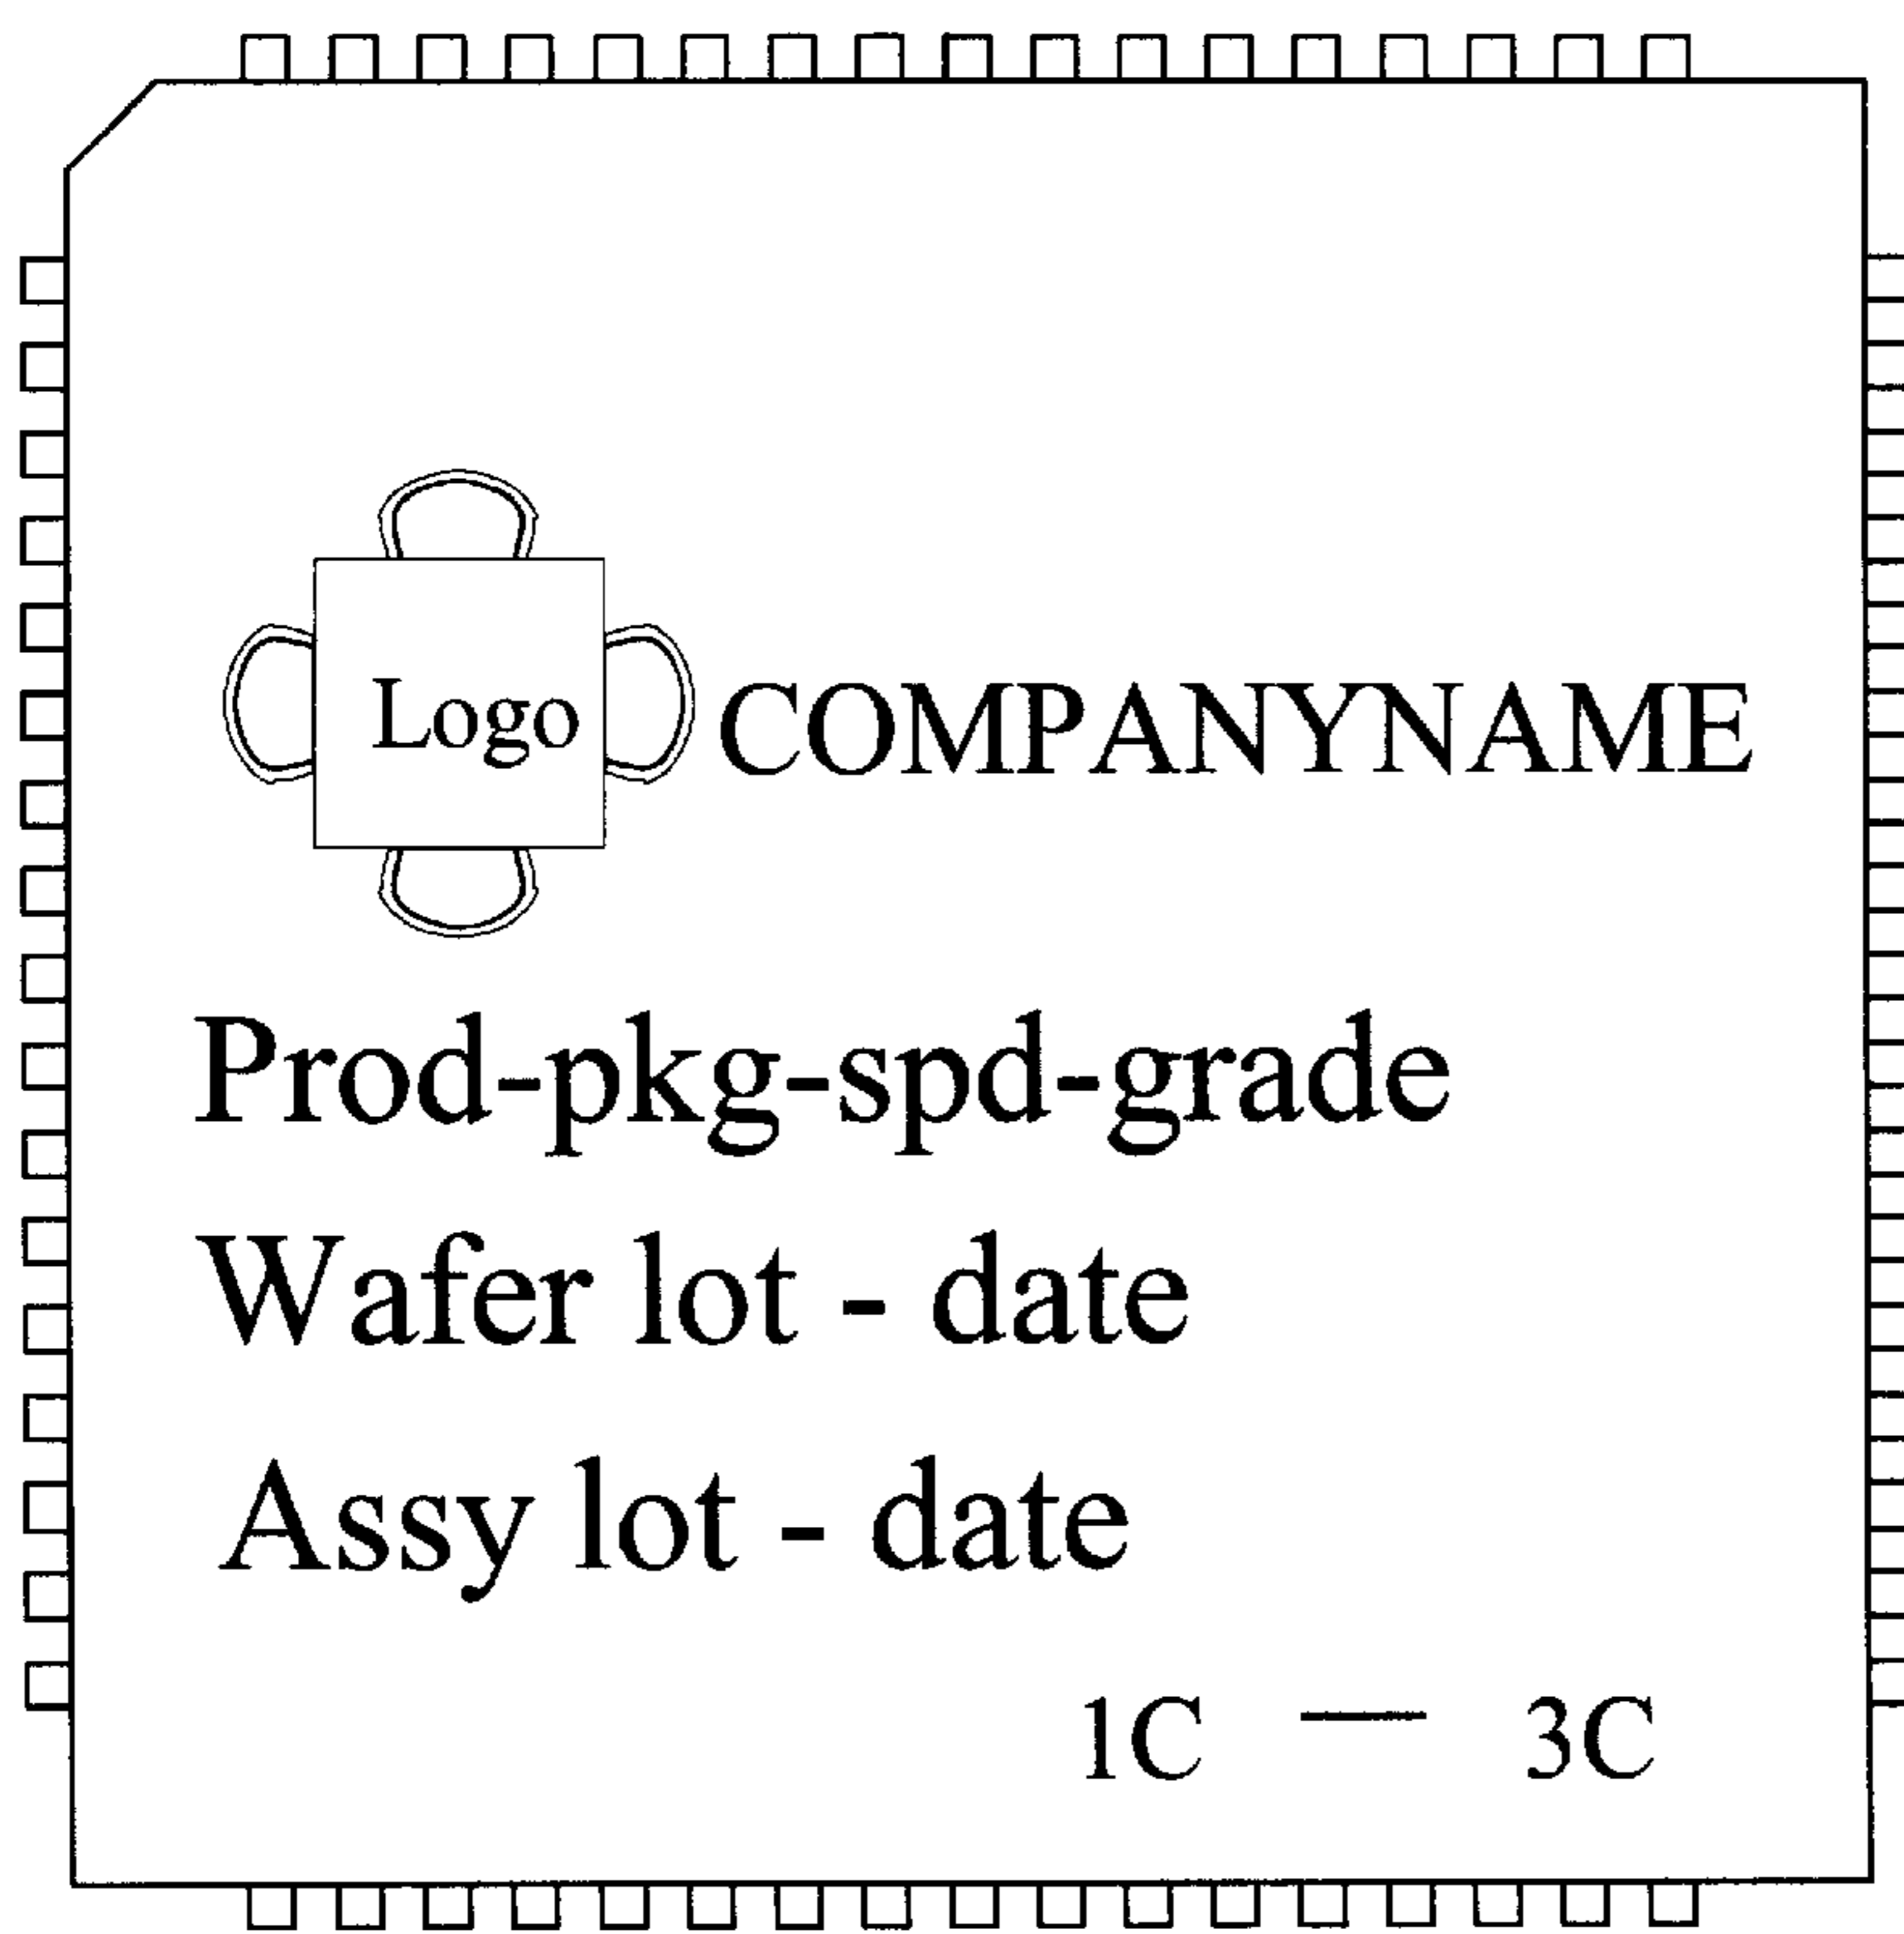 Logo COMPANYNAME
Prod-pkg-spd-grade
Wafer lot - date
Assy lot - date
1C — 3C